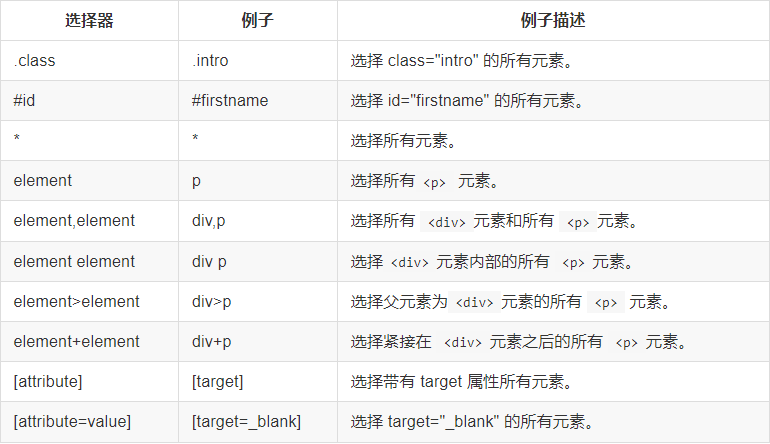 选择器 例子 例子描述
.class .intro 选择 class="intro" 的所有元素。
#id #firstname 选择 id="firstname" 的所有元素。
* * 选择所有元素。
element p 选择所有 <p> 元素。
element,element div,p 选择所有 <div> 元素和所有 <p> 元素。
element element div p 选择 <div> 元素内部的所有 <p> 元素。
element>element div>p 选择父元素为 <div> 元素的所有 <p> 元素。
element+element div+p 选择紧接在 <div> 元素之后的所有 <p> 元素。
[attribute] [target] 选择带有 target 属性所有元素。
[attribute=value] [target=_blank] 选择 target="_blank" 的所有元素。